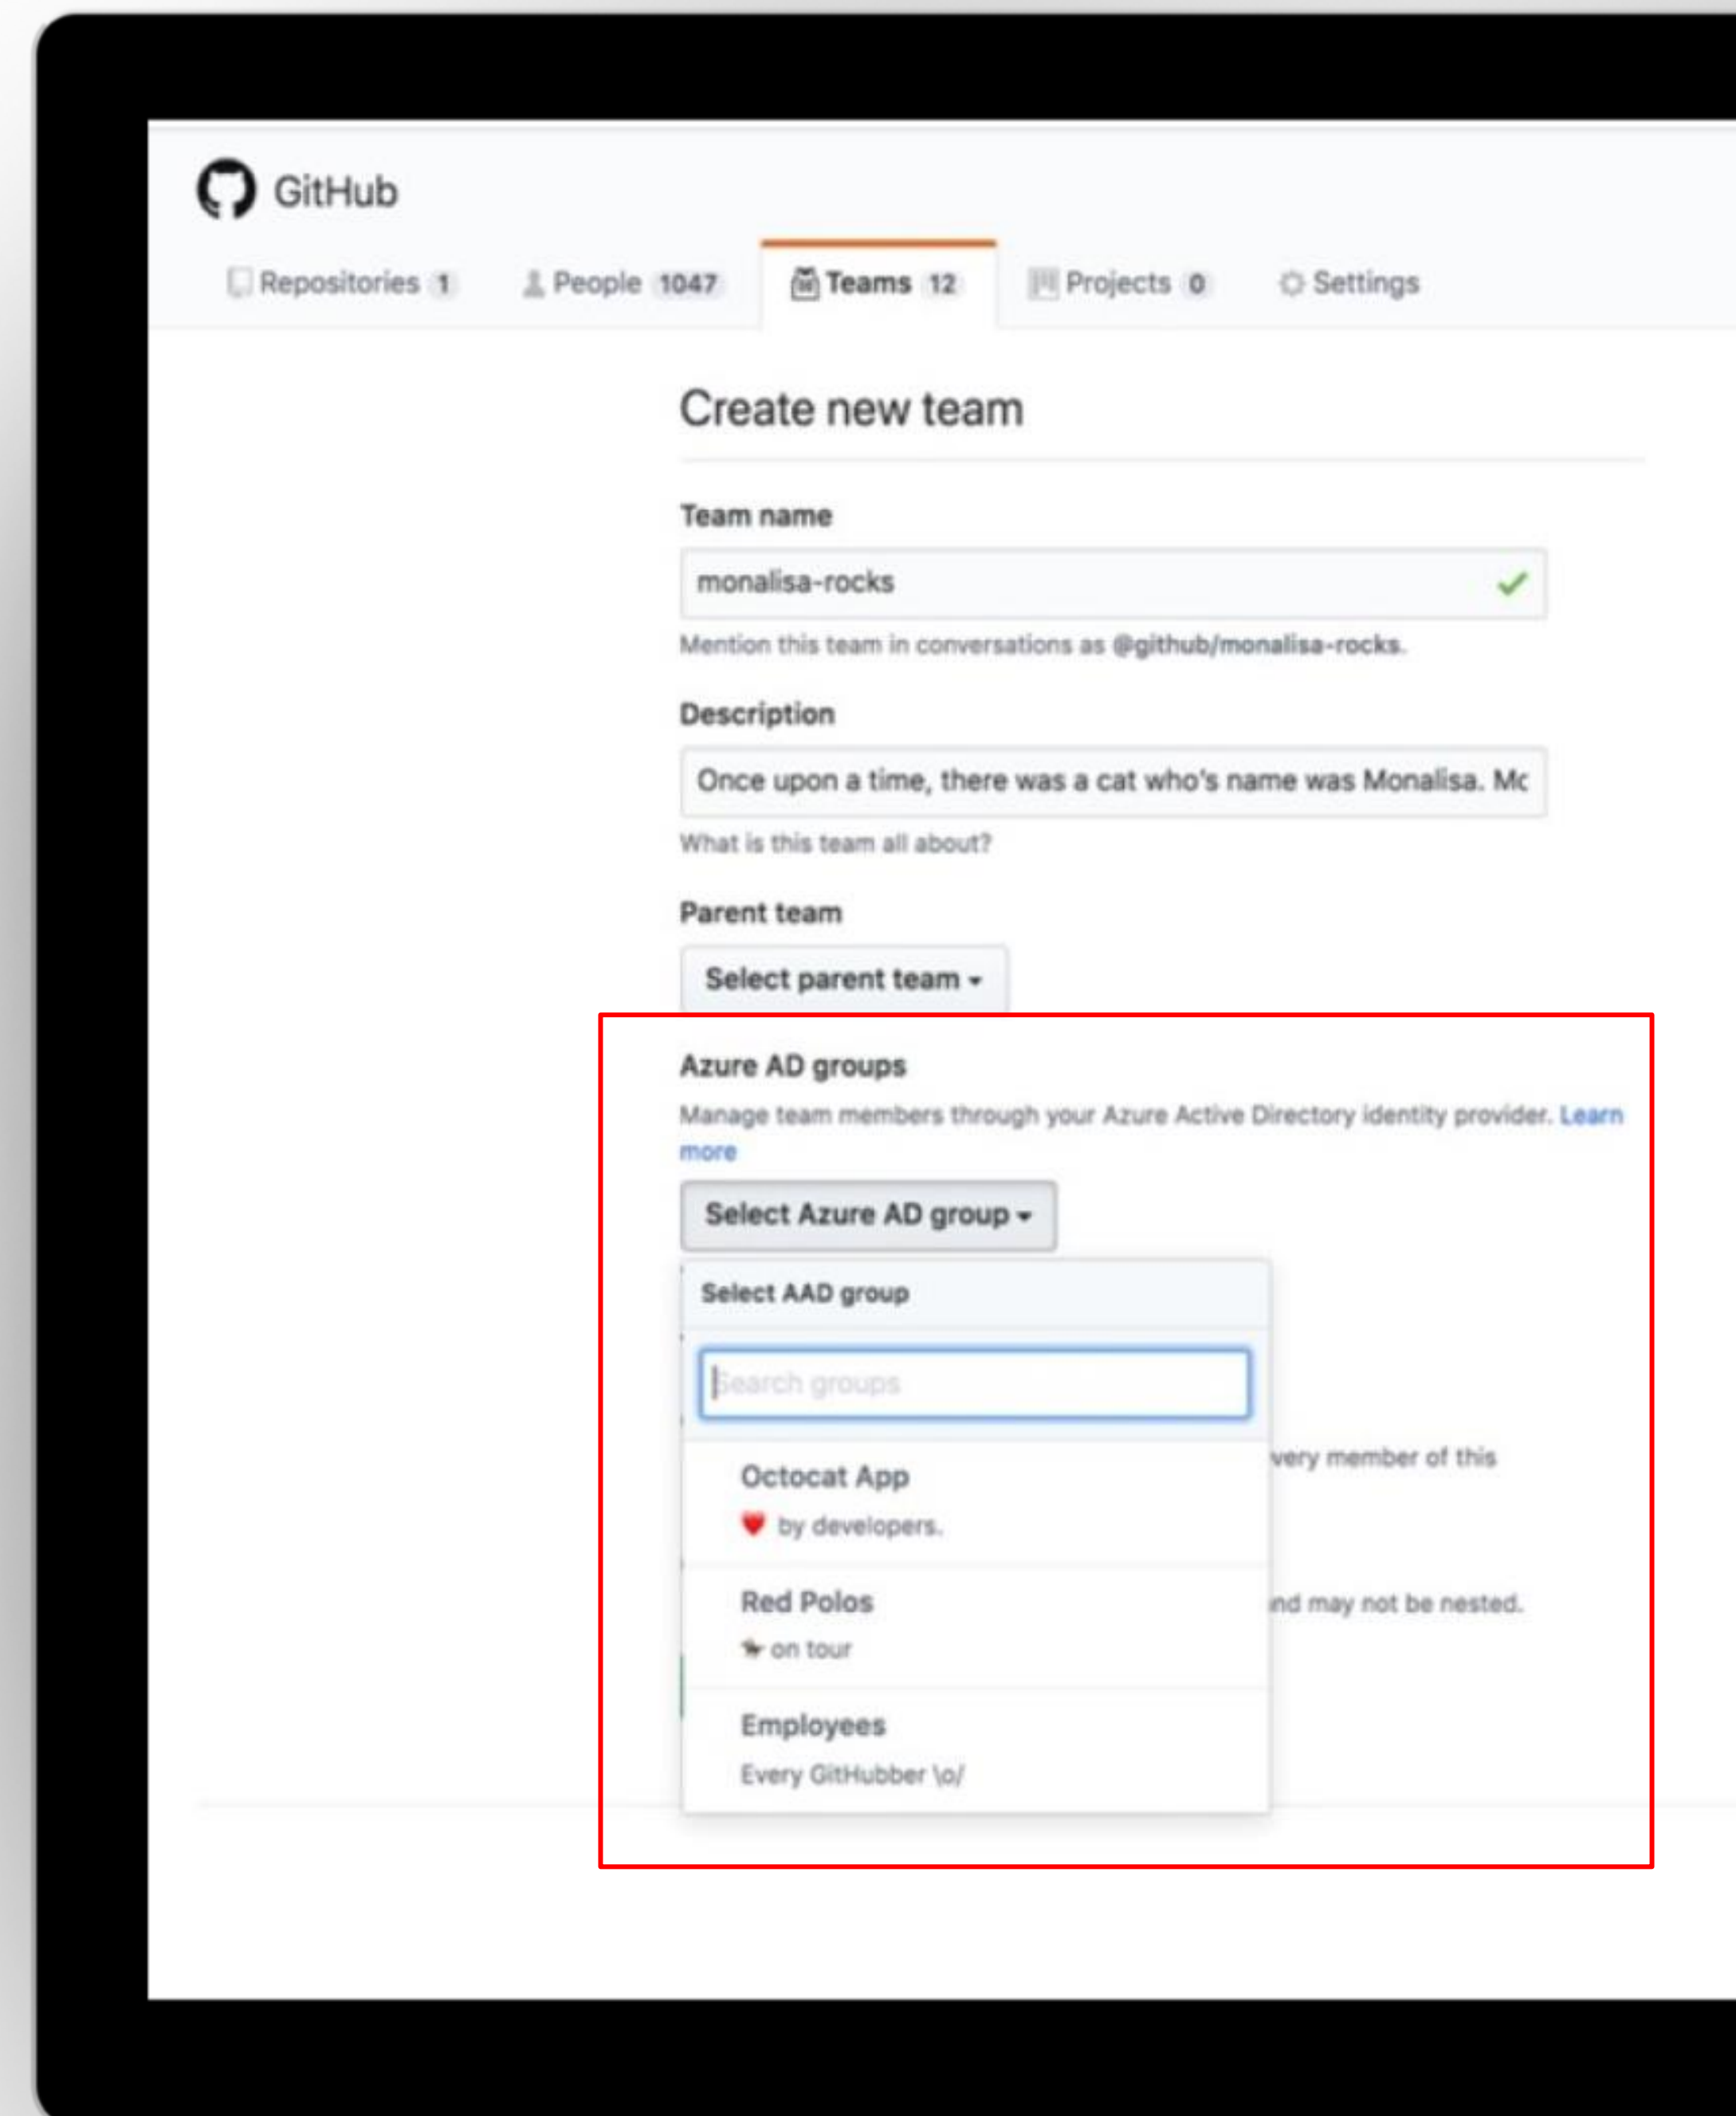 GitHub
Repositories 1 People 1047 Teams 12 Projects 0 Settings
Create new team
Team name
monalisa-rocks
Mention this team in conversations as @github/monalisa-rocks.
Description
Once upon a time, there was a cat who's name was Monalisa. Mc
What is this team all about?
Parent team
Select parent team
Azure AD groups
Manage team members through your Azure Active Directory identity provider. Learn
more
Select Azure AD group
Select AAD group
Search groups
very member of this
Octocat App
❤️ by developers.
Red Polos
nd may not be nested.
on tour
Employees
Every GitHubber \o/